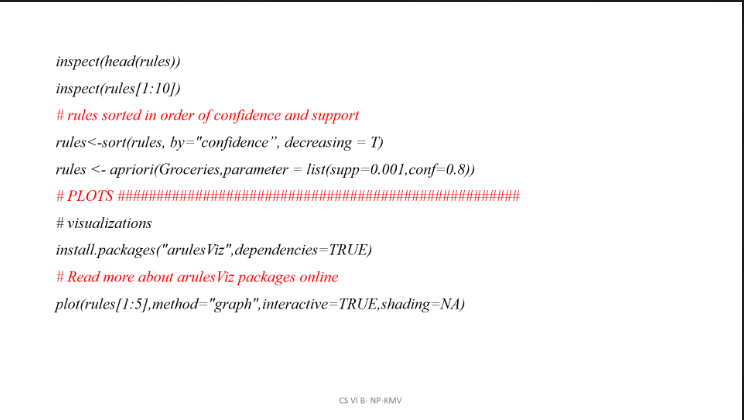 inspect(head(rules))
inspect(rules[1:10])
# rules sorted in order of confidence and support
rules<-sort(rules, by="confidence”, decreasing = T)
rules <- apriori(Groceries,parameter = list(supp=0.001,conf=0.8))
# PLOTS ####################################################
# visualizations
install.packages("arulesViz",dependencies=TRUE)
# Read more about arulesViz packages online
plot(rules[1:5],method="graph",interactive=TRUE,shading=NA)
CS VI B- NP-KMV